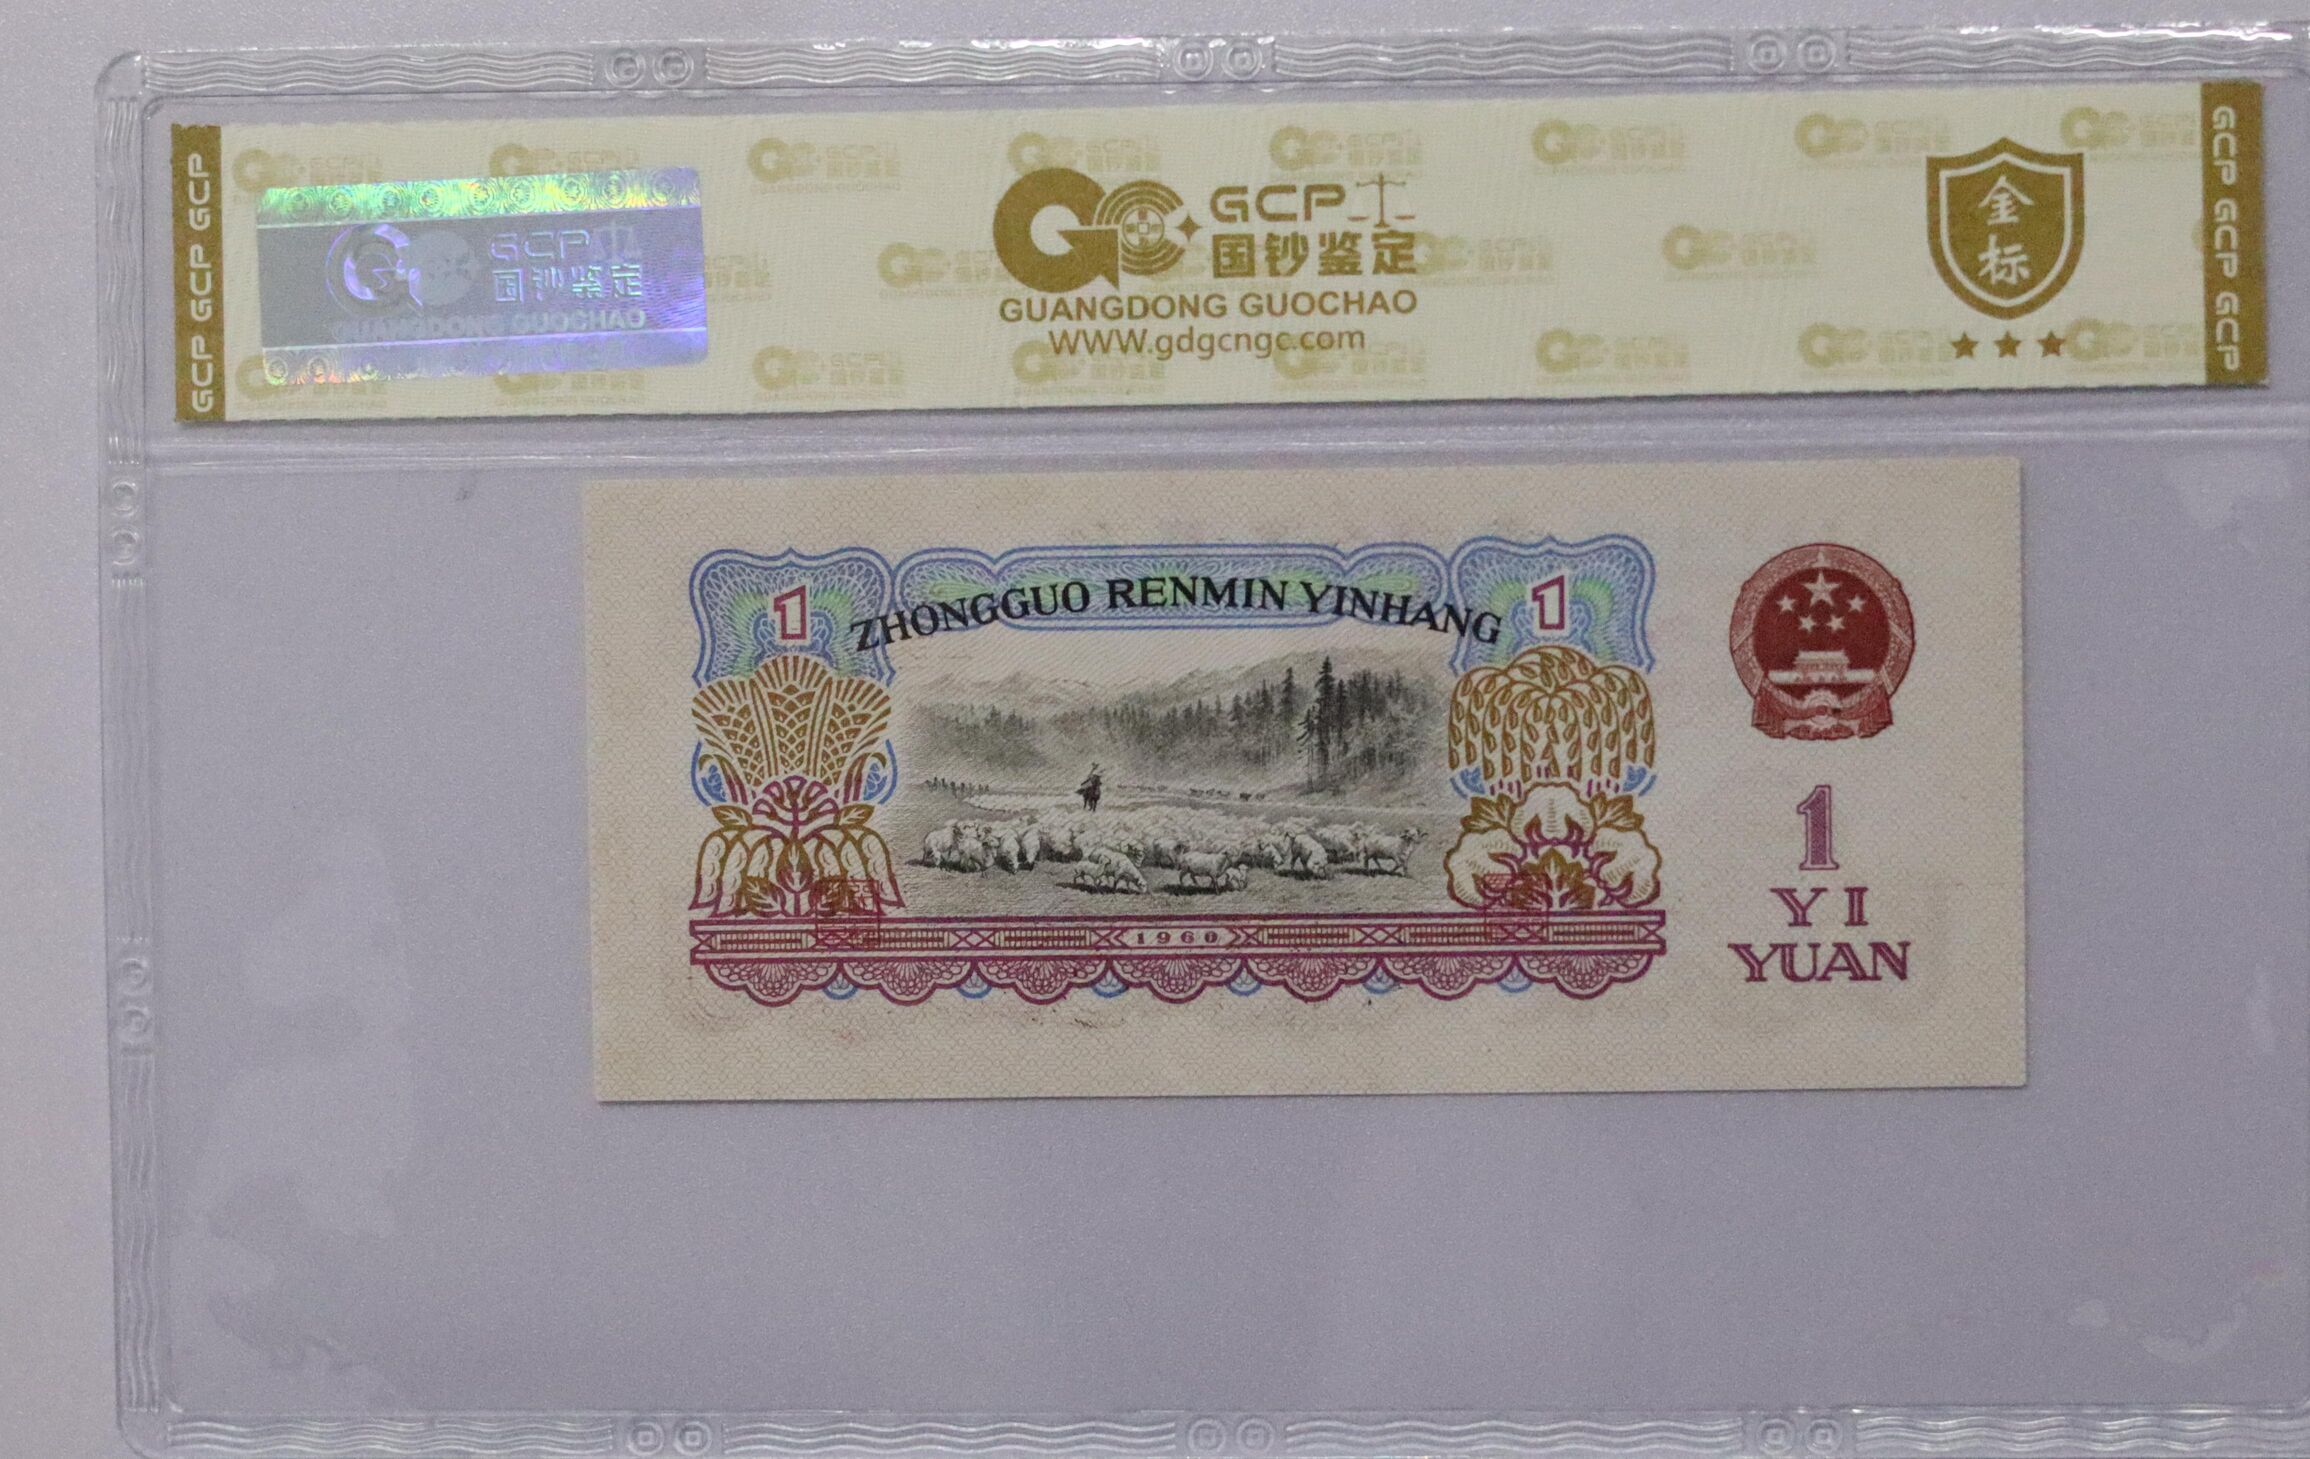 GCP GCP GCP
GCP
国钞鉴定
GUANGDONG GUOCHAO
GCP
国钞鉴定
GUANGDONG GUOCHAO
WWW.gdgcngc.com
金标
GCP GCP GCP
1
ZHONGGUO RENMIN YINHANG
1
1960
1
YI
YUAN